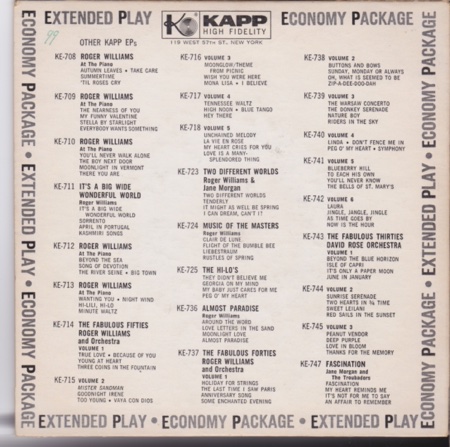 EXTENDED PLAY
K KAPP
HIGH FIDELITY
119 WEST 57th ST., NEW YORK
ECONOMY PACKAGE
99
OTHER KAPP EPs
KE-708 ROGER WILLIAMS
At The Piano
AUTUMN LEAVES • TAKE CARE
SUMMERTIME
'TIL ROSES CRY
KE-709 ROGER WILLIAMS
At The Piano
THE NEARNESS OF YOU
MY FUNNY VALENTINE
STELLA BY STARLIGHT
EVERYBODY WANTS SOMETHING
KE-710 ROGER WILLIAMS
At The Piano
YOU'LL NEVER WALK ALONE
THE BOY NEXT DOOR
MOONLIGHT IN VERMONT
THERE YOU ARE
KE-711 IT'S A BIG WIDE
WONDERFUL WORLD
Roger Williams
IT'S A BIG WIDE
WONDERFUL WORLD
SORRENTO
APRIL IN PORTUGAL
KASHMIRI SONGS
KE-712 ROGER WILLIAMS
At The Piano
BEYOND THE SEA
SONG OF DEVOTION
THE RIVER SEINE • BIG TOWN
KE-713 ROGER WILLIAMS
At The Piano
WANTING YOU • NIGHT WIND
HI-LILI, HI-LO
MINUTE WALTZ
KE-714 THE FABULOUS FIFTIES
ROGER WILLIAMS
and Orchestra
VOLUME 1
TRUE LOVE • BECAUSE OF YOU
YOUNG AT HEART
THREE COINS IN THE FOUNTAIN
KE-715 VOLUME 2
MISTER SANDMAN
GOODNIGHT IRENE
TOO YOUNG • VAYA CON DIOS
KE-716 VOLUME 3
MOONGLOW/THEME
FROM PICNIC
WISH YOU WERE HERE
MONA LISA • I BELIEVE
KE-717 VOLUME 4
TENNESSEE WALTZ
HIGH NOON • BLUE TANGO
HEY THERE
KE-718 VOLUME 5
UNCHAINED MELODY
LA VIE EN ROSE
MY HEART CRIES FOR YOU
LOVE IS A MANY-
SPLENDORED THING
KE-723 TWO DIFFERENT WORLDS
Roger Williams &
Jane Morgan
TWO DIFFERENT WORLDS
TENDERLY
IT MIGHT AS WELL BE SPRING
I CAN DREAM, CAN'T I?
KE-724 MUSIC OF THE MASTERS
Roger Williams
CLAIR DE LUNE
FLIGHT OF THE BUMBLE BEE
LIEBESTRAUM
RUSTLES OF SPRING
KE-725 THE HI-LO'S
THEY DIDN'T BELIEVE ME
GEORGIA ON MY MIND
MY BABY JUST CARES FOR ME
PEG O' MY HEART
KE-736 ALMOST PARADISE
Roger Williams
AROUND THE WORLD
LOVE LETTERS IN THE SAND
MOONLIGHT LOVE
ALMOST PARADISE
KE-737 THE FABULOUS FORTIES
ROGER WILLIAMS
and Orchestra
VOLUME 1
HOLIDAY FOR STRINGS
THE LAST TIME I SAW PARIS
ANNIVERSARY SONG
SOME ENCHANTED EVENING
KE-738 VOLUME 2
BUTTONS AND BOWS
SUNDAY, MONDAY OR ALWAYS
OH, WHAT IS SEEMED TO BE
ZIP-A-DEE-DOO-DAH
KE-739 VOLUME 3
THE WARSAW CONCERTO
THE DONKEY SERENADE
NATURE BOY
RIDERS IN THE SKY
KE-740 VOLUME 4
LINDA • DON'T FENCE ME IN
PEG O' MY HEART • SYMPHONY
KE-741 VOLUME 5
BLUEBERRY HILL
TO EACH HIS OWN
YOU'LL NEVER KNOW
THE BELLS OF ST. MARY'S
KE-742 VOLUME 6
LAURA
JINGLE, JANGLE, JINGLE
AS TIME GOES BY
NOW IS THE HOUR
KE-743 THE FABULOUS THIRTIES
DAVID ROSE ORCHESTRA
VOLUME 1
BEYOND THE BLUE HORIZON
ISLE OF CAPRI
IT'S ONLY A PAPER MOON
JUNE IN JANUARY
KE-744 VOLUME 2
SUNRISE SERENADE
TWO HEARTS IN 3/4 TIME
SWEET LEILANI
RED SAILS IN THE SUNSET
KE-745 VOLUME 3
PEANUT VENDOR
DEEP PURPLE
LOVE IN BLOOM
THANKS FOR THE MEMORY
KE-747 FASCINATION
Jane Morgan and
The Troubadors
FASCINATION
MY HEART REMINDS ME
IT'S NOT FOR ME TO SAY
AN AFFAIR TO REMEMBER
ECONOMY PACKAGE • EXTENDED PLAY • ECONOMY PACKAGE
ECONOMY PACKAGE • EXTENDED PLAY • ECONOMY PACKAGE
EXTENDED PLAY • ECONOMY PACKAGE • EXTENDED PLAY